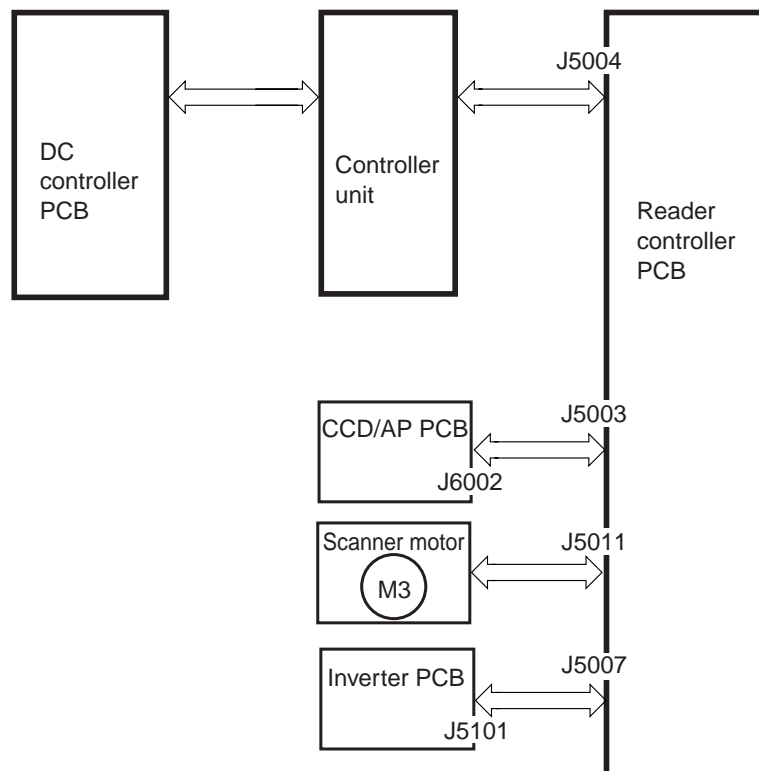 J5004
DC
controller
PCB
Controller
unit
Reader
controller
PCB
CCD/AP PCB
J5003
J6002
Scanner motor
J5011
M3
Inverter PCB
J5007
J5101